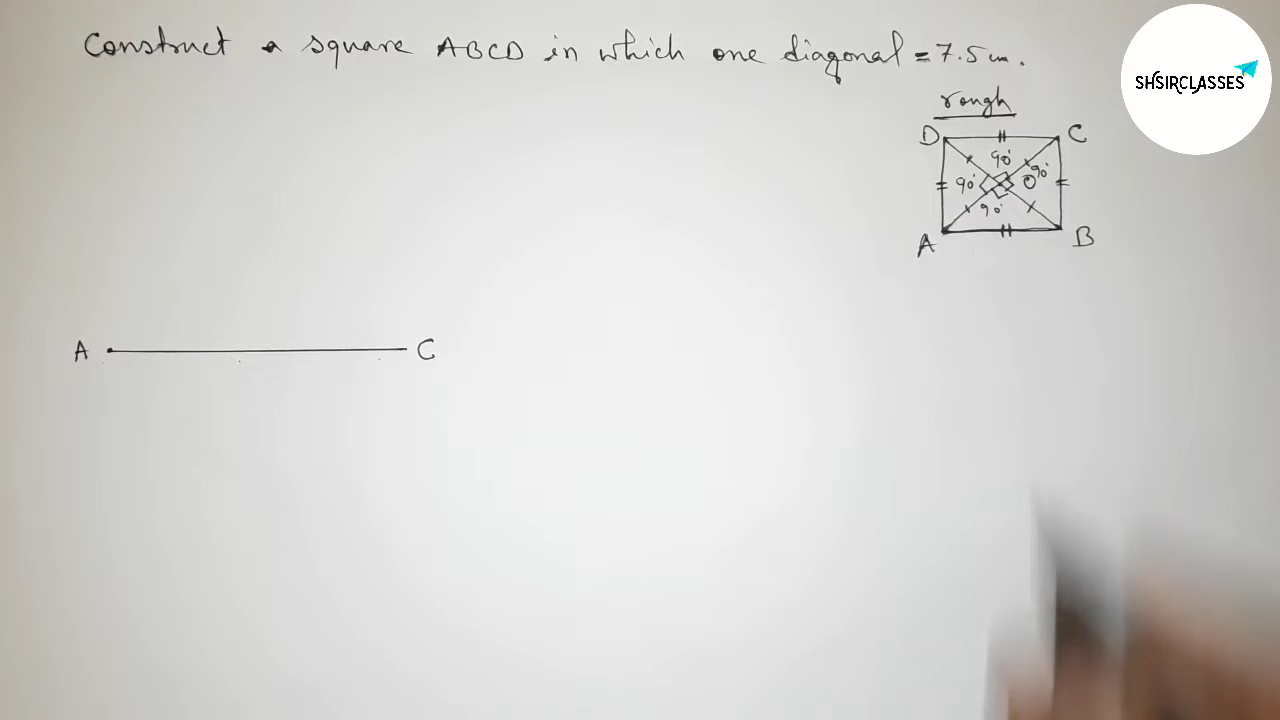 Construct a square ABCD in which one diagonal = 7.5 cm.
SHSIRCLASSES
rough
D C
90°
90° O 90°
90°
A B
A C